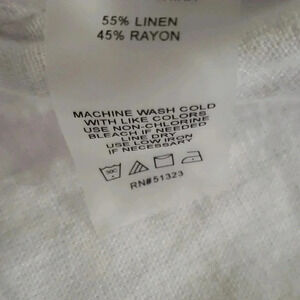 55% LINEN
45% RAYON
MACHINE WASH COLD
WITH LIKE COLORS
USE NON-CHLORINE
BLEACH IF NEEDED
LINE DRY
USE LOW IRON
IF NECESSARY
RN#51323